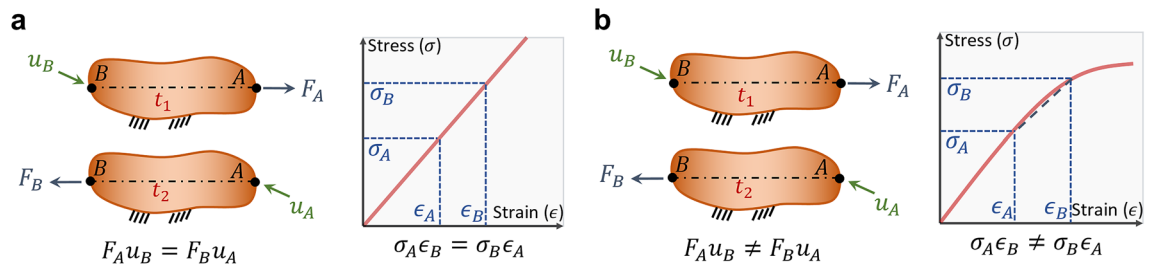 a
u_B
B
A
F_A
t_1
F_B
B
A
t_2
u_A
F_A u_B = F_B u_A
Stress (σ)
σ_B
σ_A
ϵ_A
ϵ_B
Strain (ϵ)
σ_A ϵ_B = σ_B ϵ_A
b
u_B
B
A
F_A
t_1
F_B
B
A
t_2
u_A
F_A u_B ≠ F_B u_A
Stress (σ)
σ_B
σ_A
ϵ_A
ϵ_B
Strain (ϵ)
σ_A ϵ_B ≠ σ_B ϵ_A